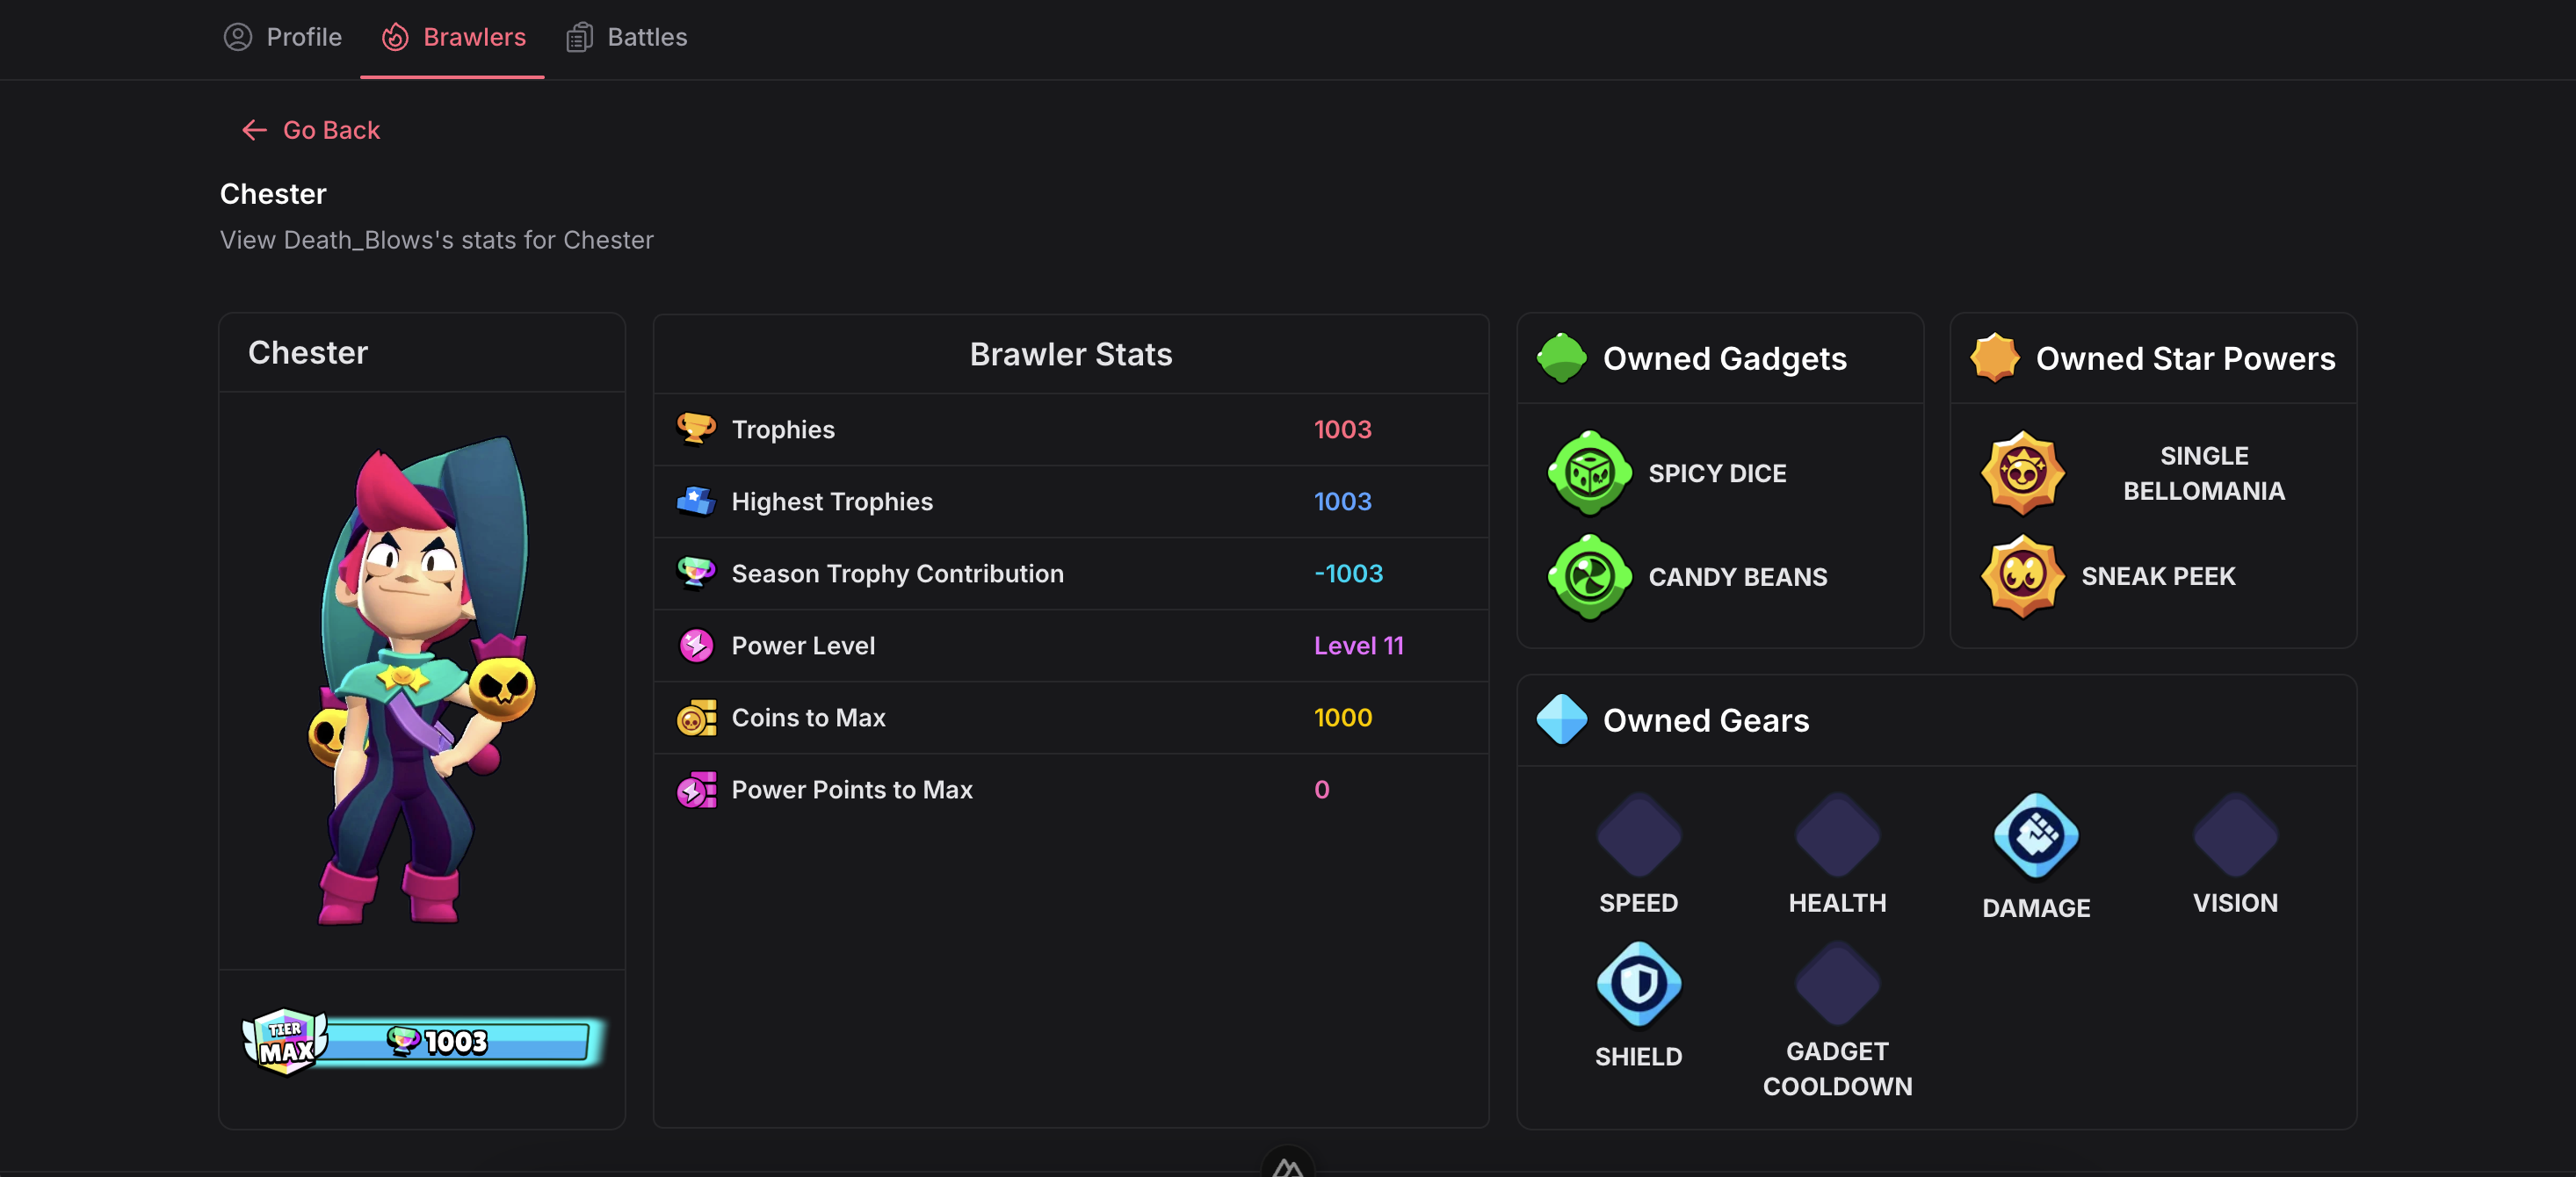 Profile
Brawlers
Battles
Go Back
Chester
View Death_Blows's stats for Chester
Chester
TIER
MAX
1003
Brawler Stats
Trophies 1003
Highest Trophies 1003
Season Trophy Contribution -1003
Power Level Level 11
Coins to Max 1000
Power Points to Max 0
Owned Gadgets
SPICY DICE
CANDY BEANS
Owned Star Powers
SINGLE
BELLOMANIA
SNEAK PEEK
Owned Gears
SPEED
HEALTH
DAMAGE
VISION
SHIELD
GADGET
COOLDOWN